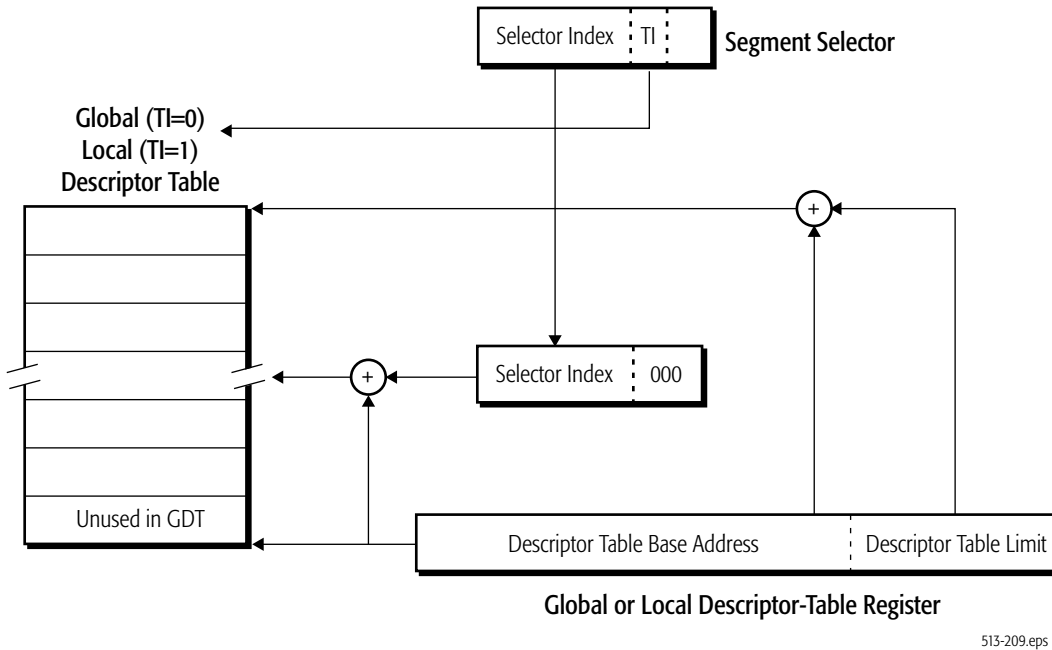 Selector Index TI
Segment Selector
Global (TI=0)
Local (TI=1)
Descriptor Table
+
Selector Index 000
+
Unused in GDT
Descriptor Table Base Address
Descriptor Table Limit
Global or Local Descriptor-Table Register
513-209.eps